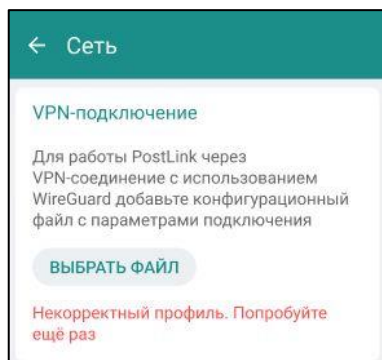 ← Сеть
VPN-подключение
Для работы PostLink через
VPN-соединение с использованием
WireGuard добавьте конфигурационный
файл с параметрами подключения
ВЫБРАТЬ ФАЙЛ
Некорректный профиль. Попробуйте
ещё раз